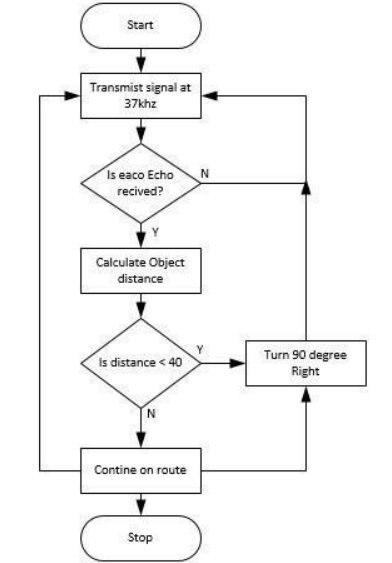 Start
Transmist signal at
37khz
Is eaco Echo
recived?
N
Y
Calculate Object
distance
Is distance < 40
Y
Turn 90 degree
Right
N
Contine on route
Stop